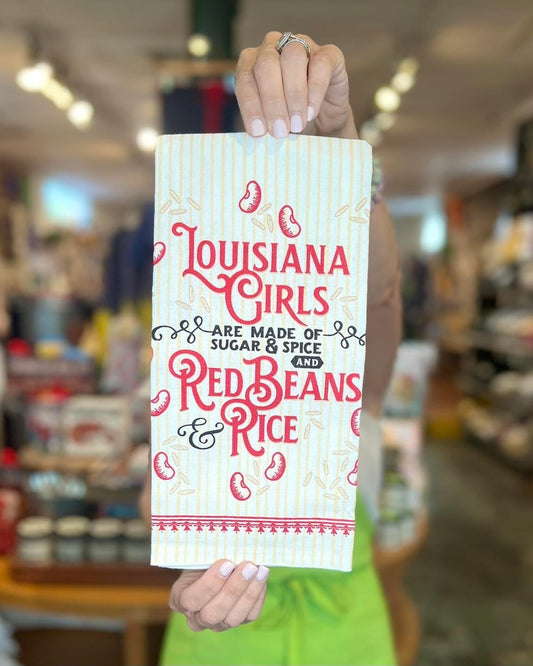 LOUISIANA
GIRLS
ARE MADE OF
SUGAR & SPICE
AND
RED BEANS
& RICE